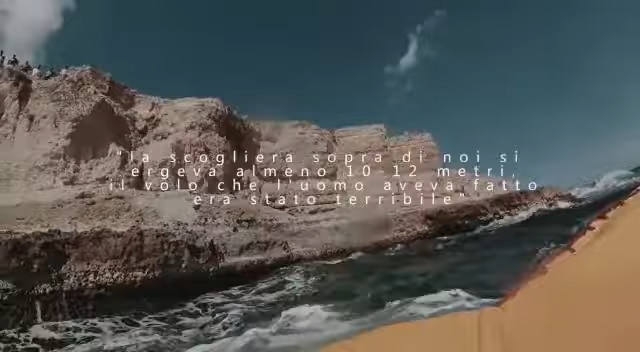 "la scogliera sopra di noi si
ergeva almeno 10 12 metri,
il volo che l'uomo aveva fatto
era stato terribile"